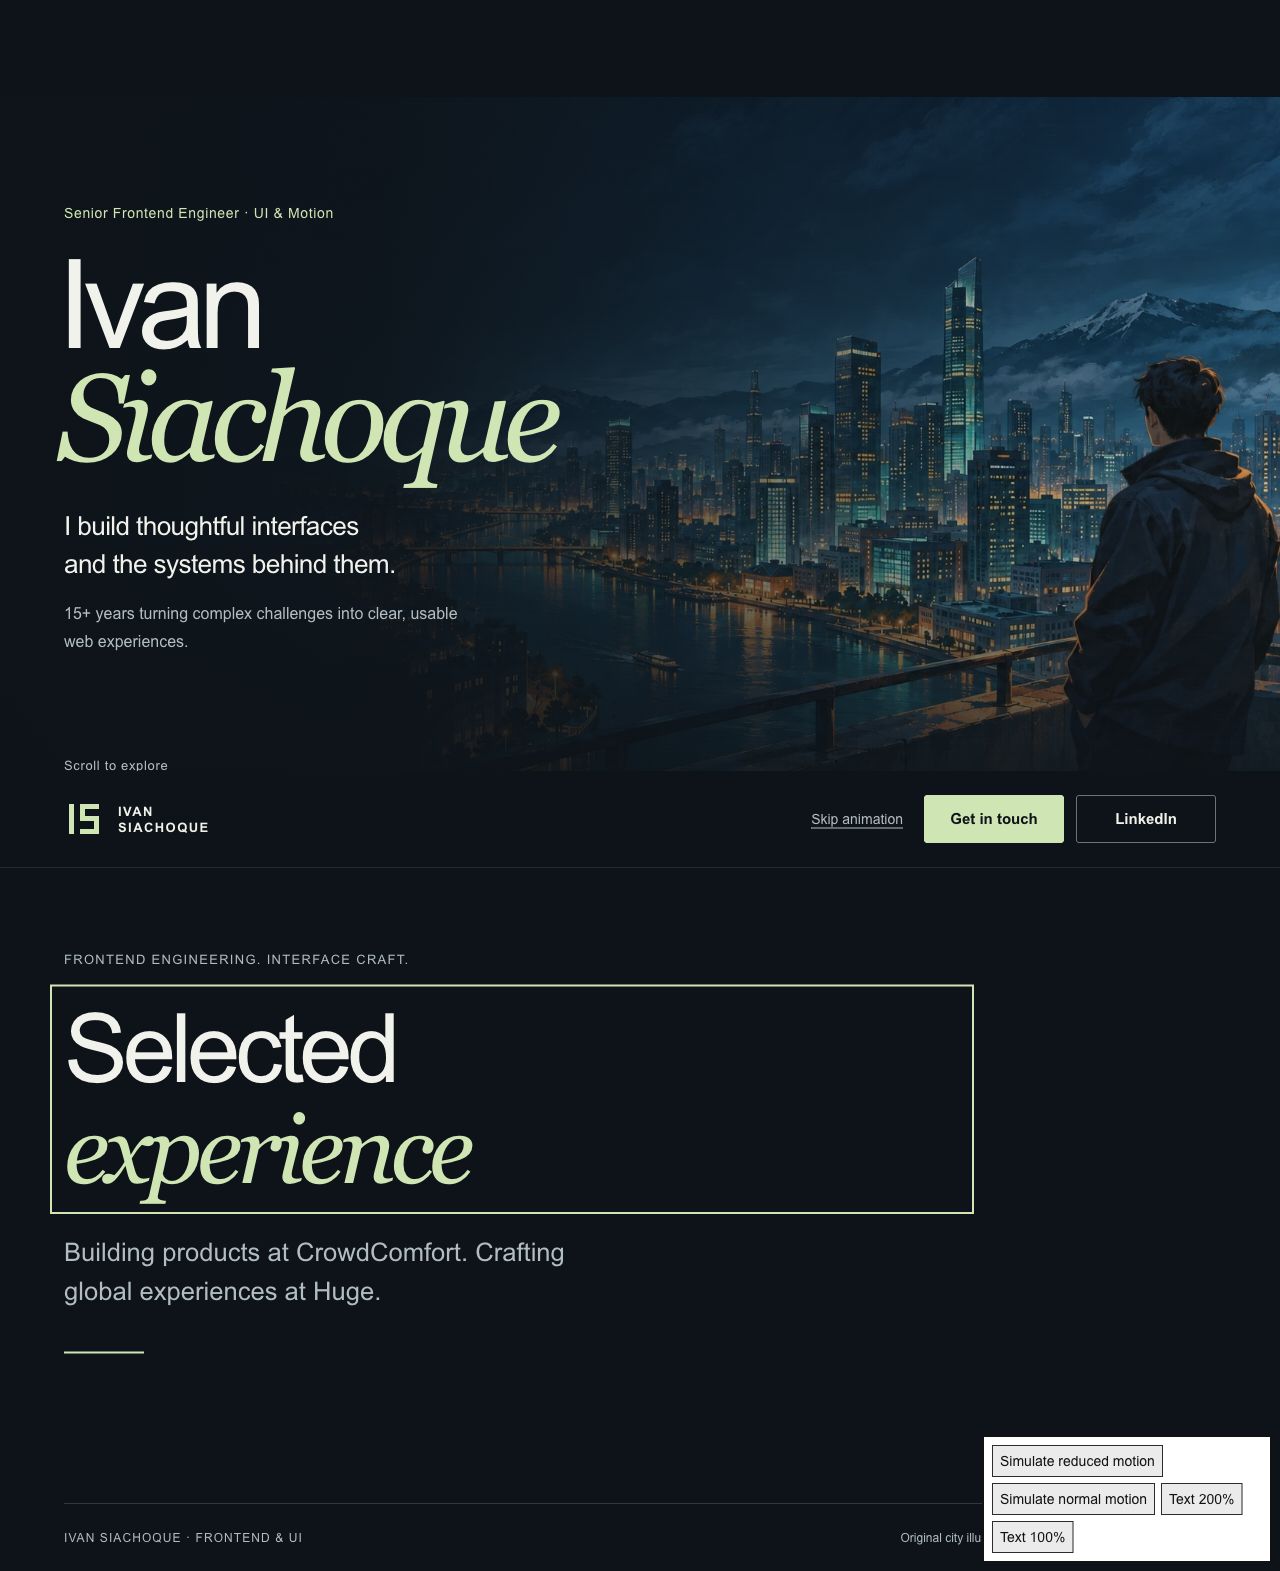 Senior Frontend Engineer · UI & Motion
Ivan
Siachoque
I build thoughtful interfaces
and the systems behind them.
15+ years turning complex challenges into clear, usable
web experiences.
Scroll to explore
IS
IVAN
SIACHOQUE
Skip animation
Get in touch
LinkedIn
FRONTEND ENGINEERING. INTERFACE CRAFT.
Selected
experience
Building products at CrowdComfort. Crafting
global experiences at Huge.
IVAN SIACHOQUE · FRONTEND & UI
Original city illu
Simulate reduced motion
Simulate normal motion
Text 200%
Text 100%